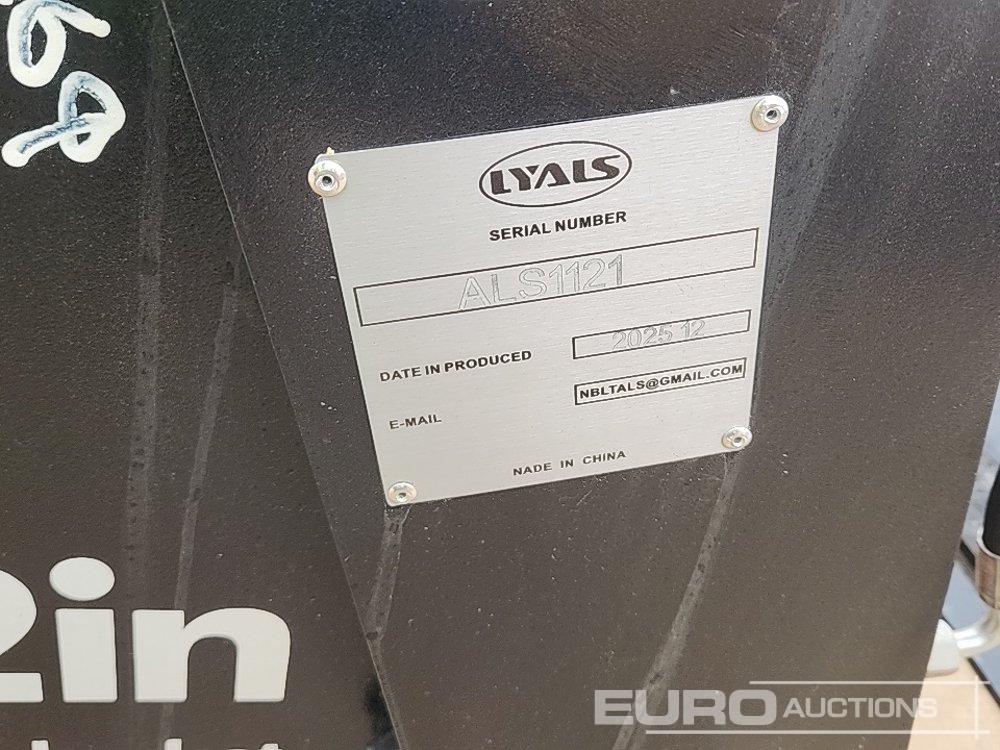 LYALS
SERIAL NUMBER
ALS1121
DATE IN PRODUCED 2025 12
E-MAIL NBLTALS@GMAIL.COM
NADE IN CHINA
2in
EURO AUCTIONS